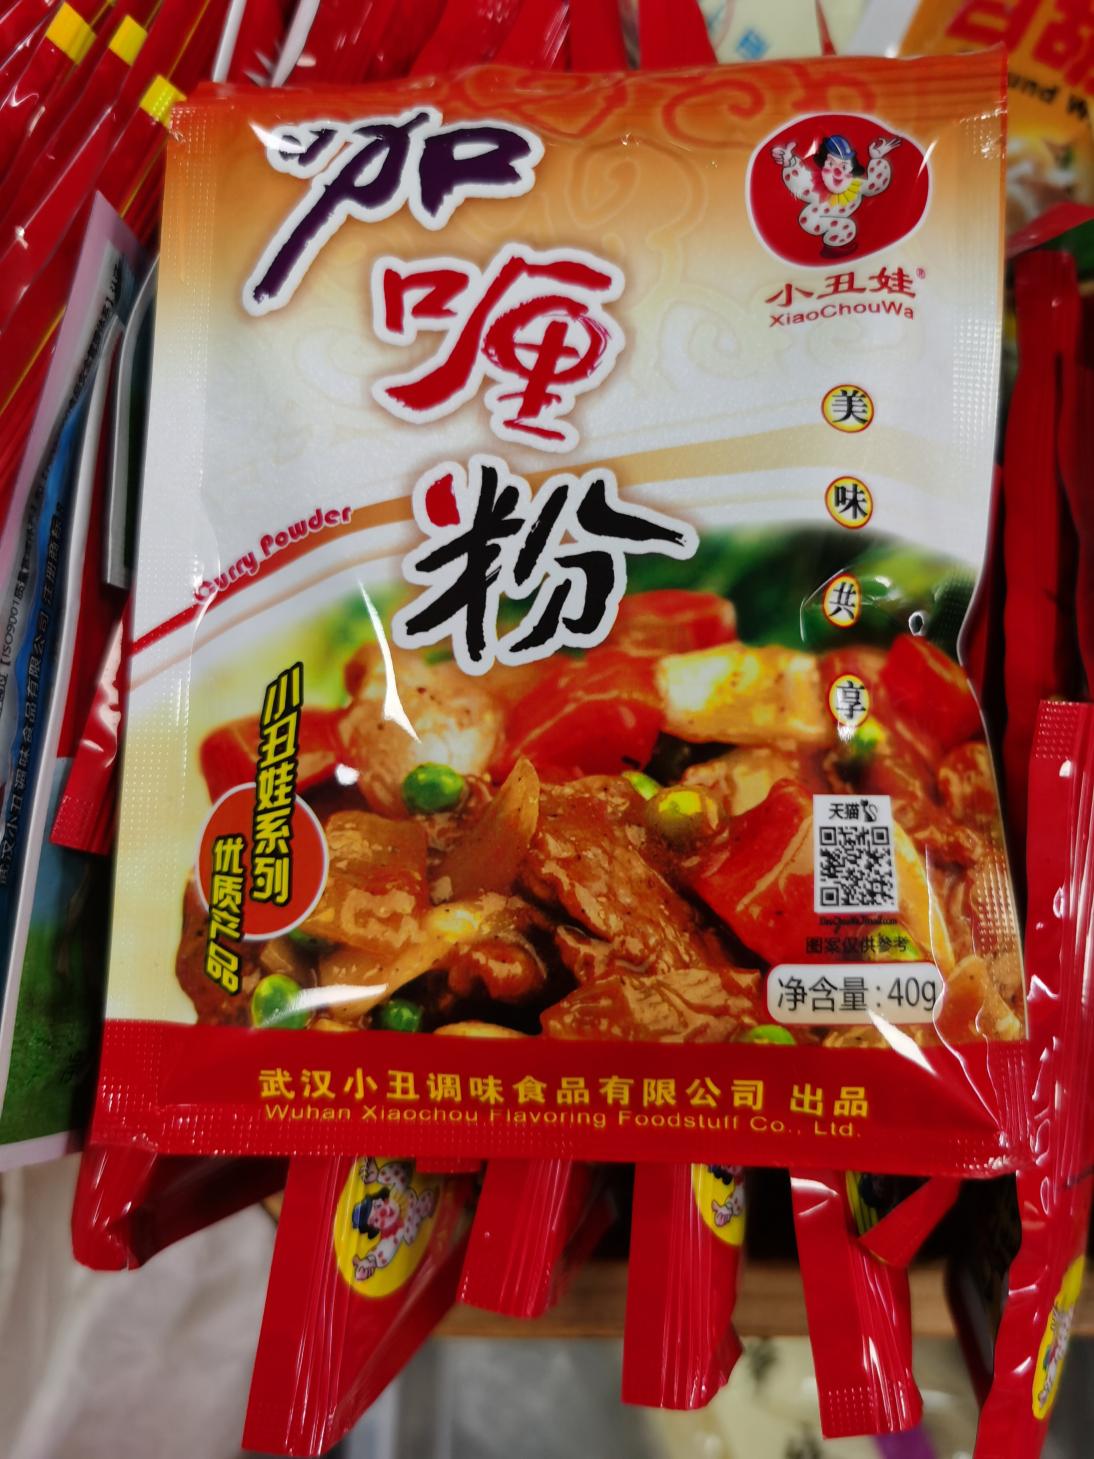 加
喱
粉
Curry Powder
小丑娃®
XiaoChouWa
美
味
共
享
小丑娃系列
优质产品
天猫
图案仅供参考
净含量:40g
武汉小丑调味食品有限公司 出品
Wuhan Xiaochou Flavoring Foodstuff Co., Ltd.